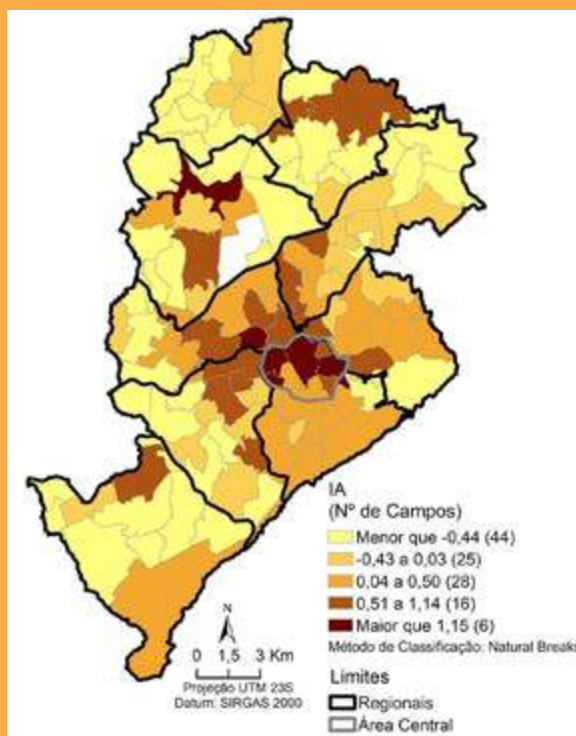 IA
(Nº de Campos)
Menor que -0,44 (44)
-0,43 a 0,03 (25)
0,04 a 0,50 (28)
0,51 a 1,14 (16)
Maior que 1,15 (6)
Método de Classificação: Natural Breaks
N
0 1,5 3 Km
Projeção UTM 23S
Datum: SIRGAS 2000
Limites
Regionais
Área Central